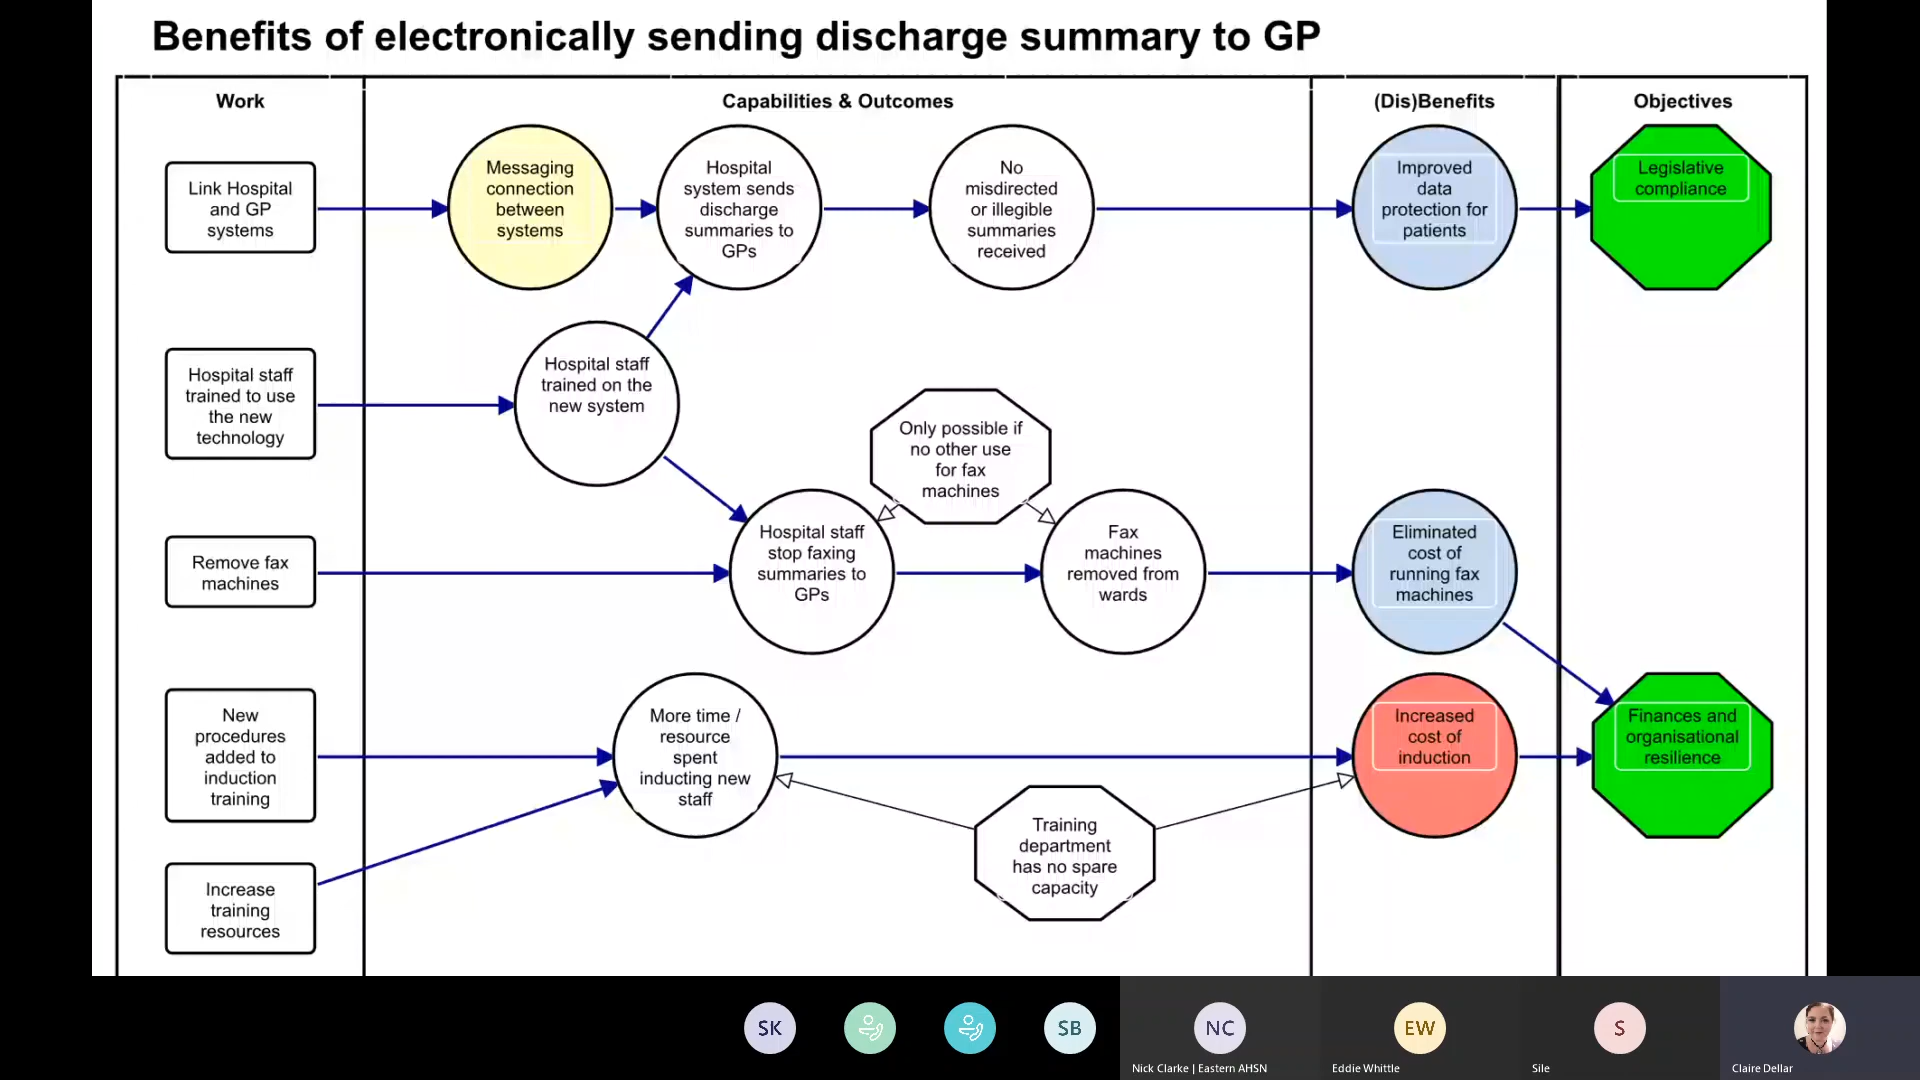 Benefits of electronically sending discharge summary to GP
Work
Capabilities & Outcomes
(Dis)Benefits
Objectives
Link Hospital
and GP
systems
Messaging
connection
between
systems
Hospital
system sends
discharge
summaries to
GPs
No
misdirected
or illegible
summaries
received
Improved
data
protection for
patients
Legislative
compliance
Hospital staff
trained to use
the new
technology
Hospital staff
trained on the
new system
Only possible if
no other use
for fax
machines
Remove fax
machines
Hospital staff
stop faxing
summaries to
GPs
Fax
machines
removed from
wards
Eliminated
cost of
running fax
machines
New
procedures
added to
induction
training
More time /
resource
spent
inducting new
staff
Increased
cost of
induction
Finances and
organisational
resilience
Training
department
has no spare
capacity
Increase
training
resources
SK
SB
NC
EW
S
Nick Clarke | Eastern AHSN
Eddie Whittle
Sile
Claire Dellar